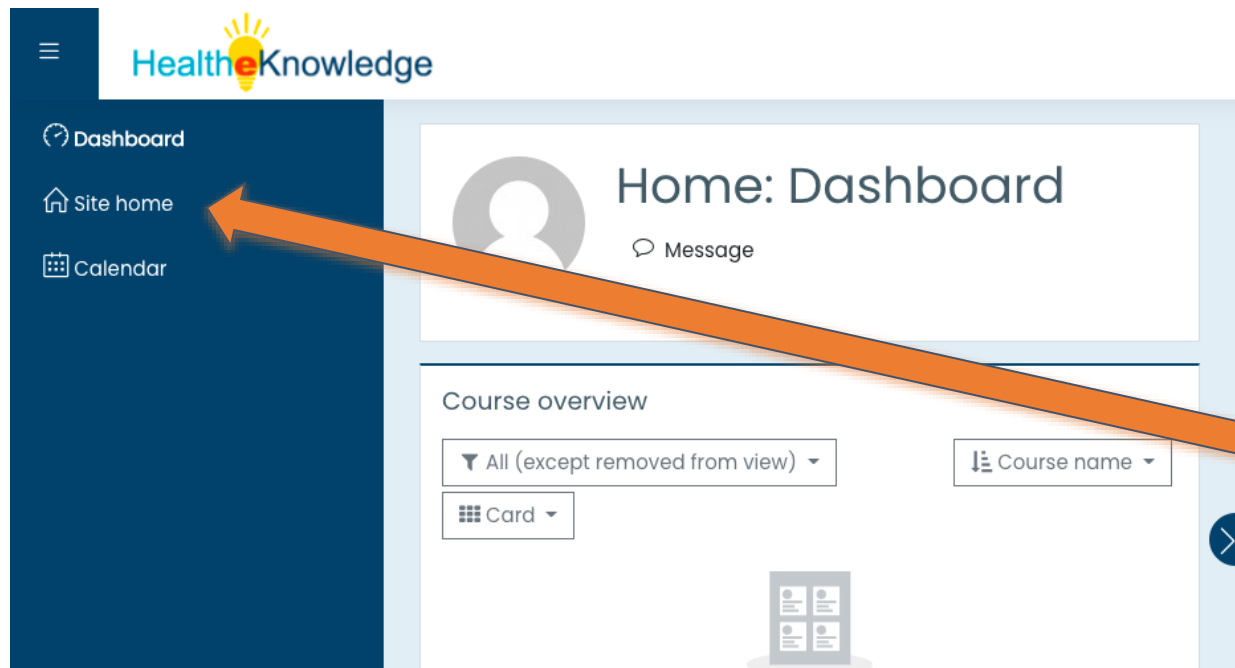 HealtheKnowledge
Dashboard
Site home
Calendar
Home: Dashboard
Message
Course overview
All (except removed from view)
Course name
Card